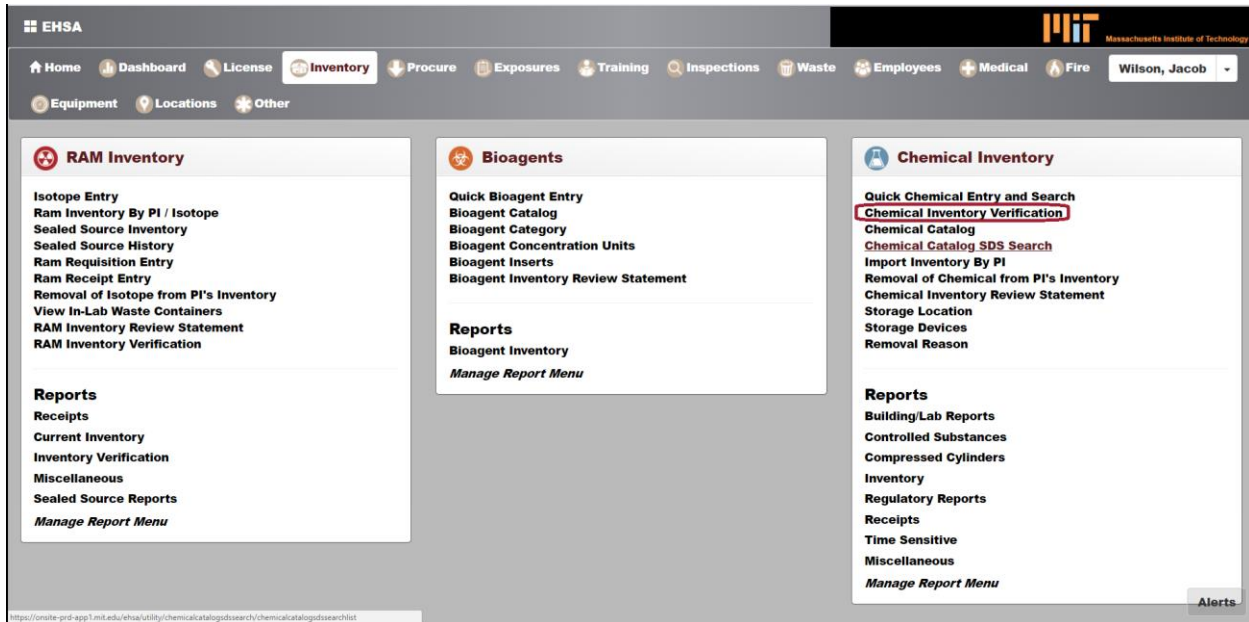 EHSA
Massachusetts Institute of Technology
Home Dashboard License Inventory Procure Exposures Training Inspections Waste Employees Medical Fire Wilson, Jacob
Equipment Locations Other
RAM Inventory
Isotope Entry
Ram Inventory By PI / Isotope
Sealed Source Inventory
Sealed Source History
Ram Requisition Entry
Ram Receipt Entry
Removal of Isotope from PI's Inventory
View In-Lab Waste Containers
RAM Inventory Review Statement
RAM Inventory Verification
Reports
Receipts
Current Inventory
Inventory Verification
Miscellaneous
Sealed Source Reports
Manage Report Menu
Bioagents
Quick Bioagent Entry
Bioagent Catalog
Bioagent Category
Bioagent Concentration Units
Bioagent Inserts
Bioagent Inventory Review Statement
Reports
Bioagent Inventory
Manage Report Menu
Chemical Inventory
Quick Chemical Entry and Search
Chemical Inventory Verification
Chemical Catalog
Chemical Catalog SDS Search
Import Inventory By PI
Removal of Chemical from PI's Inventory
Chemical Inventory Review Statement
Storage Location
Storage Devices
Removal Reason
Reports
Building/Lab Reports
Controlled Substances
Compressed Cylinders
Inventory
Regulatory Reports
Receipts
Time Sensitive
Miscellaneous
Manage Report Menu
Alerts
https://onsite-prd-app1.mit.edu/ehsa/utility/chemicalcatalogsdssearch/chemicalcatalogsdssearchlist